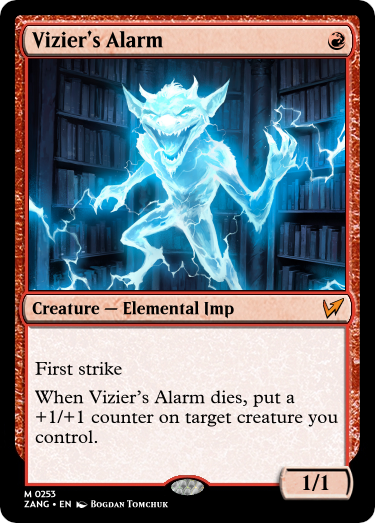 Vizier's Alarm
Creature — Elemental Imp
First strike
When Vizier's Alarm dies, put a
+1/+1 counter on target creature you
control.
1/1
M 0253
ZANG • EN Bogdan Tomchuk